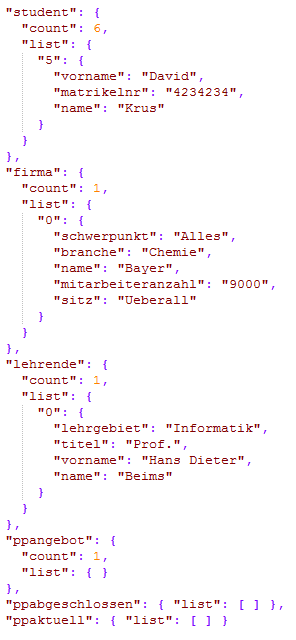 "student": {
"count": 6,
"list": {
"5": {
"vorname": "David",
"matrikelnr": "4234234",
"name": "Krus"
}
}
},
"firma": {
"count": 1,
"list": {
"0": {
"schwerpunkt": "Alles",
"branche": "Chemie",
"name": "Bayer",
"mitarbeiteranzahl": "9000",
"sitz": "Ueberall"
}
}
},
"lehrende": {
"count": 1,
"list": {
"0": {
"lehrgebiet": "Informatik",
"titel": "Prof.",
"vorname": "Hans Dieter",
"name": "Beims"
}
}
},
"ppangebot": {
"count": 1,
"list": { }
},
"ppabgeschlossen": { "list": [ ] },
"ppaktuell": { "list": [ ] }